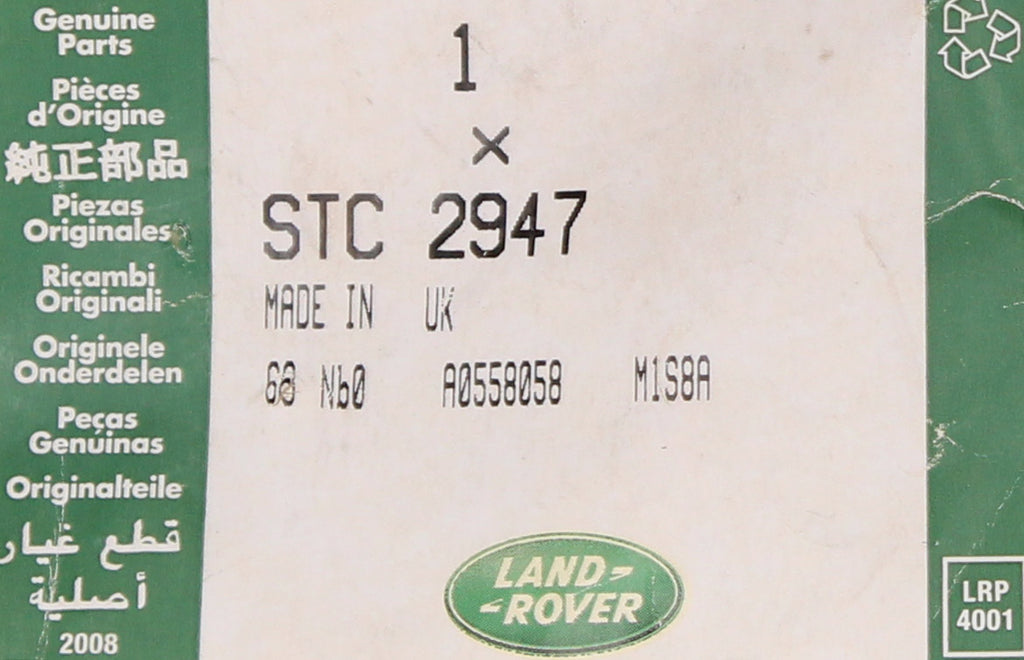 Genuine
Parts
Pièces
d'Origine
純正部品
Piezas
Originales
Ricambi
Originali
Originele
Onderdelen
Peças
Genuinas
Originalteile
قطع غيار
أصلية
2008
1
×
STC 2947
MADE IN UK
Nb0 A0558058 M1S8A
LAND-
-ROVER
LRP
4001